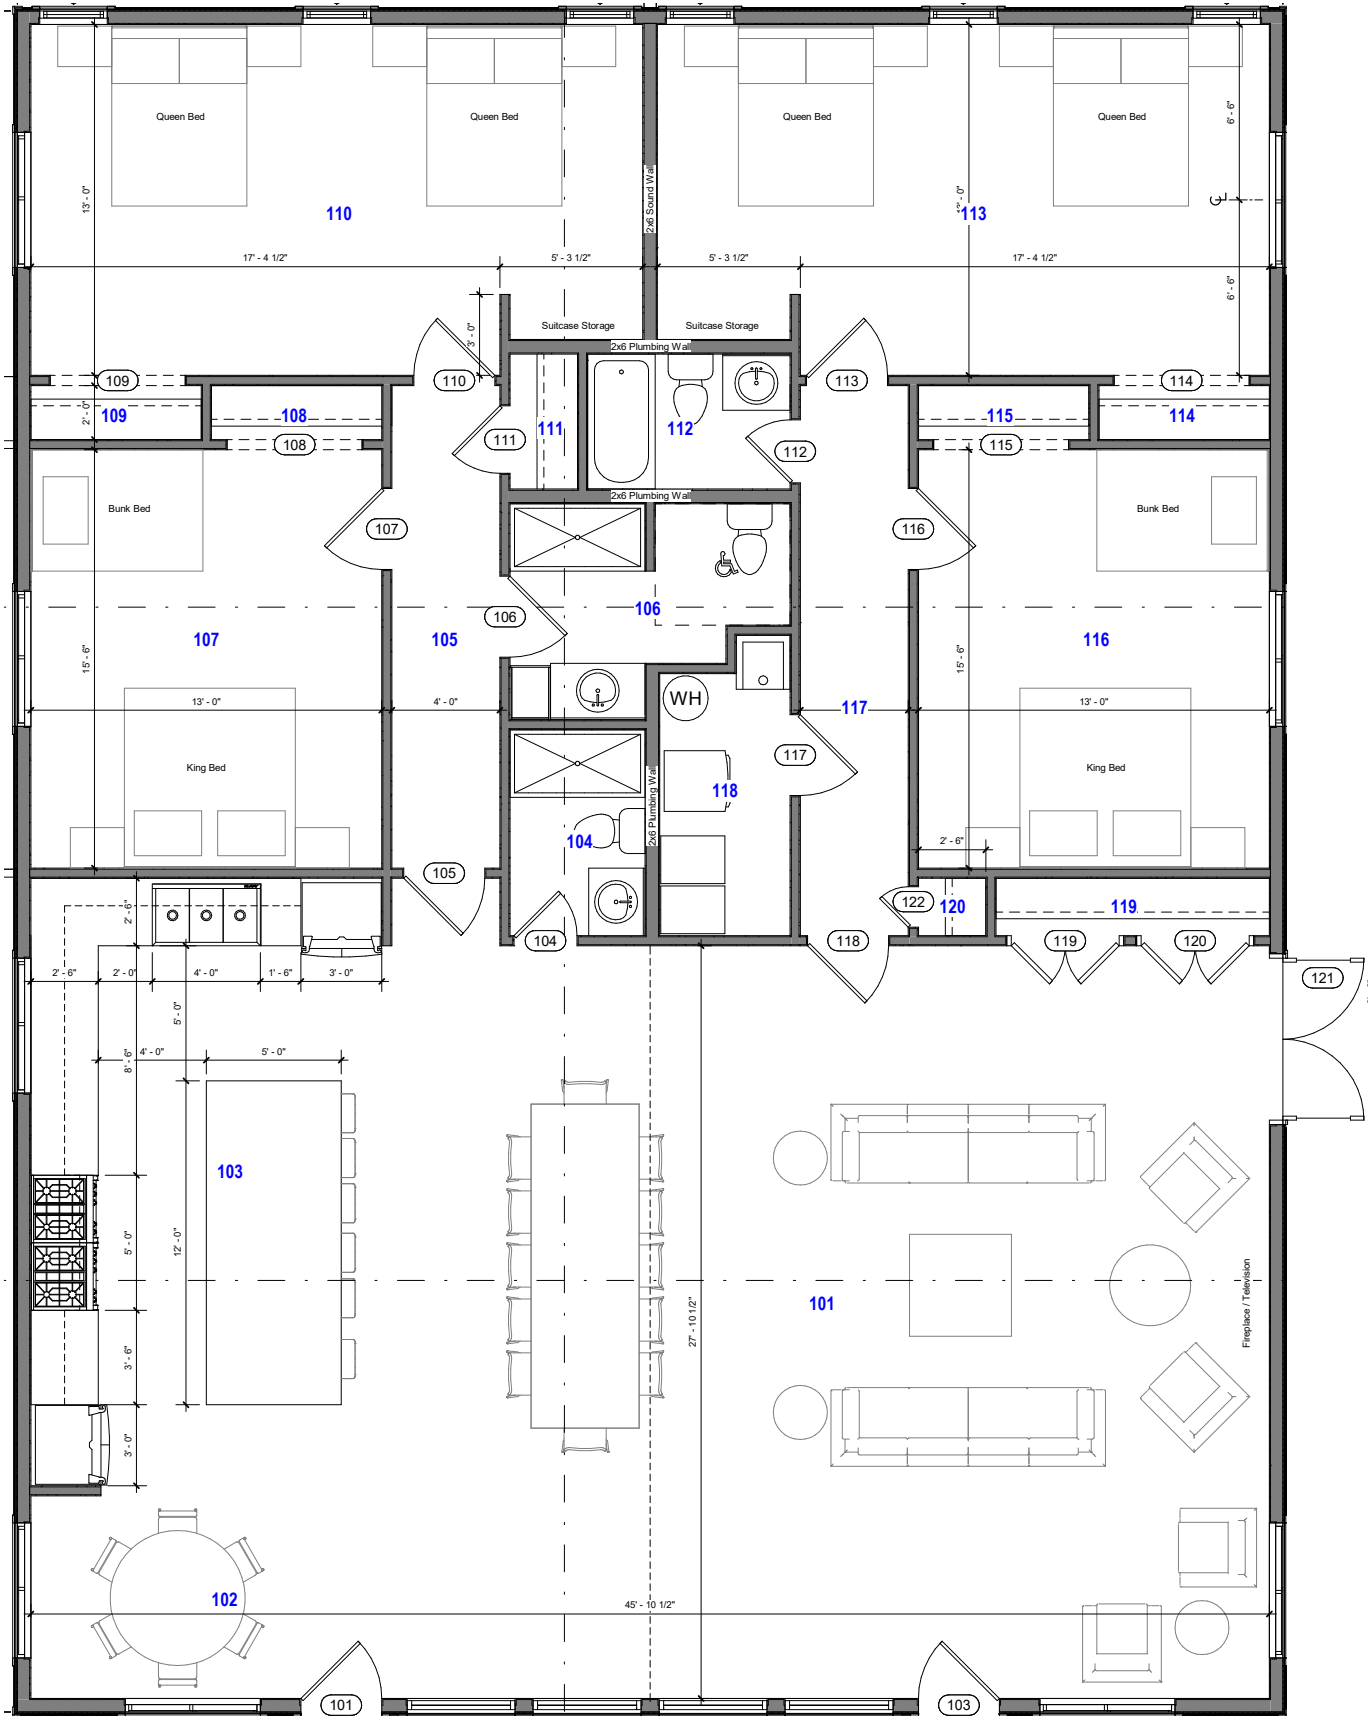 Queen Bed
Queen Bed
Queen Bed
Queen Bed
6' - 6"
13' - 0"
2x6 Sound Wall
110
113
17' - 4 1/2"
5' - 3 1/2"
5' - 3 1/2"
17' - 4 1/2"
6' - 6"
3' - 0"
Suitcase Storage
Suitcase Storage
2x6 Plumbing Wall
109
110
113
114
2' - 0"
109
108
111
111
112
115
114
108
112
115
2x6 Plumbing Wall
Bunk Bed
107
116
Bunk Bed
106
106
107
105
116
15' - 6"
15' - 6"
13' - 0"
4' - 0"
WH
117
13' - 0"
117
King Bed
118
King Bed
2x6 Plumbing Wall
104
2' - 6"
105
2' - 6"
122
120
119
104
118
119
120
2' - 6"
2' - 0"
4' - 0"
1' - 6"
3' - 0"
121
5' - 0"
8' - 6"
4' - 0"
5' - 0"
103
5' - 0"
12' - 0"
101
27' - 10 1/2"
Fireplace / Television
3' - 6"
3' - 0"
102
45' - 10 1/2"
101
103